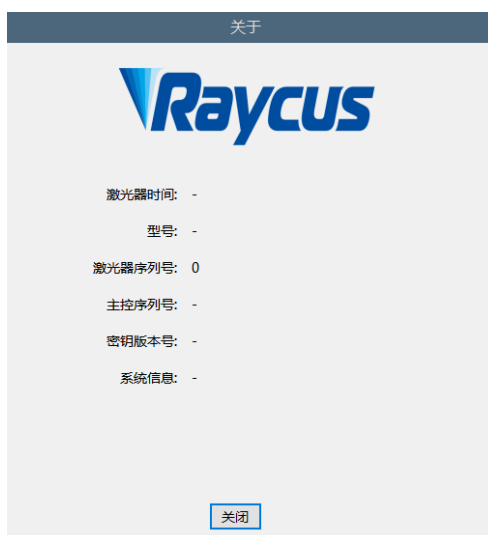 关于
Raycus
激光器时间: -
型号: -
激光器序列号: 0
主控序列号: -
密钥版本号: -
系统信息: -
关闭